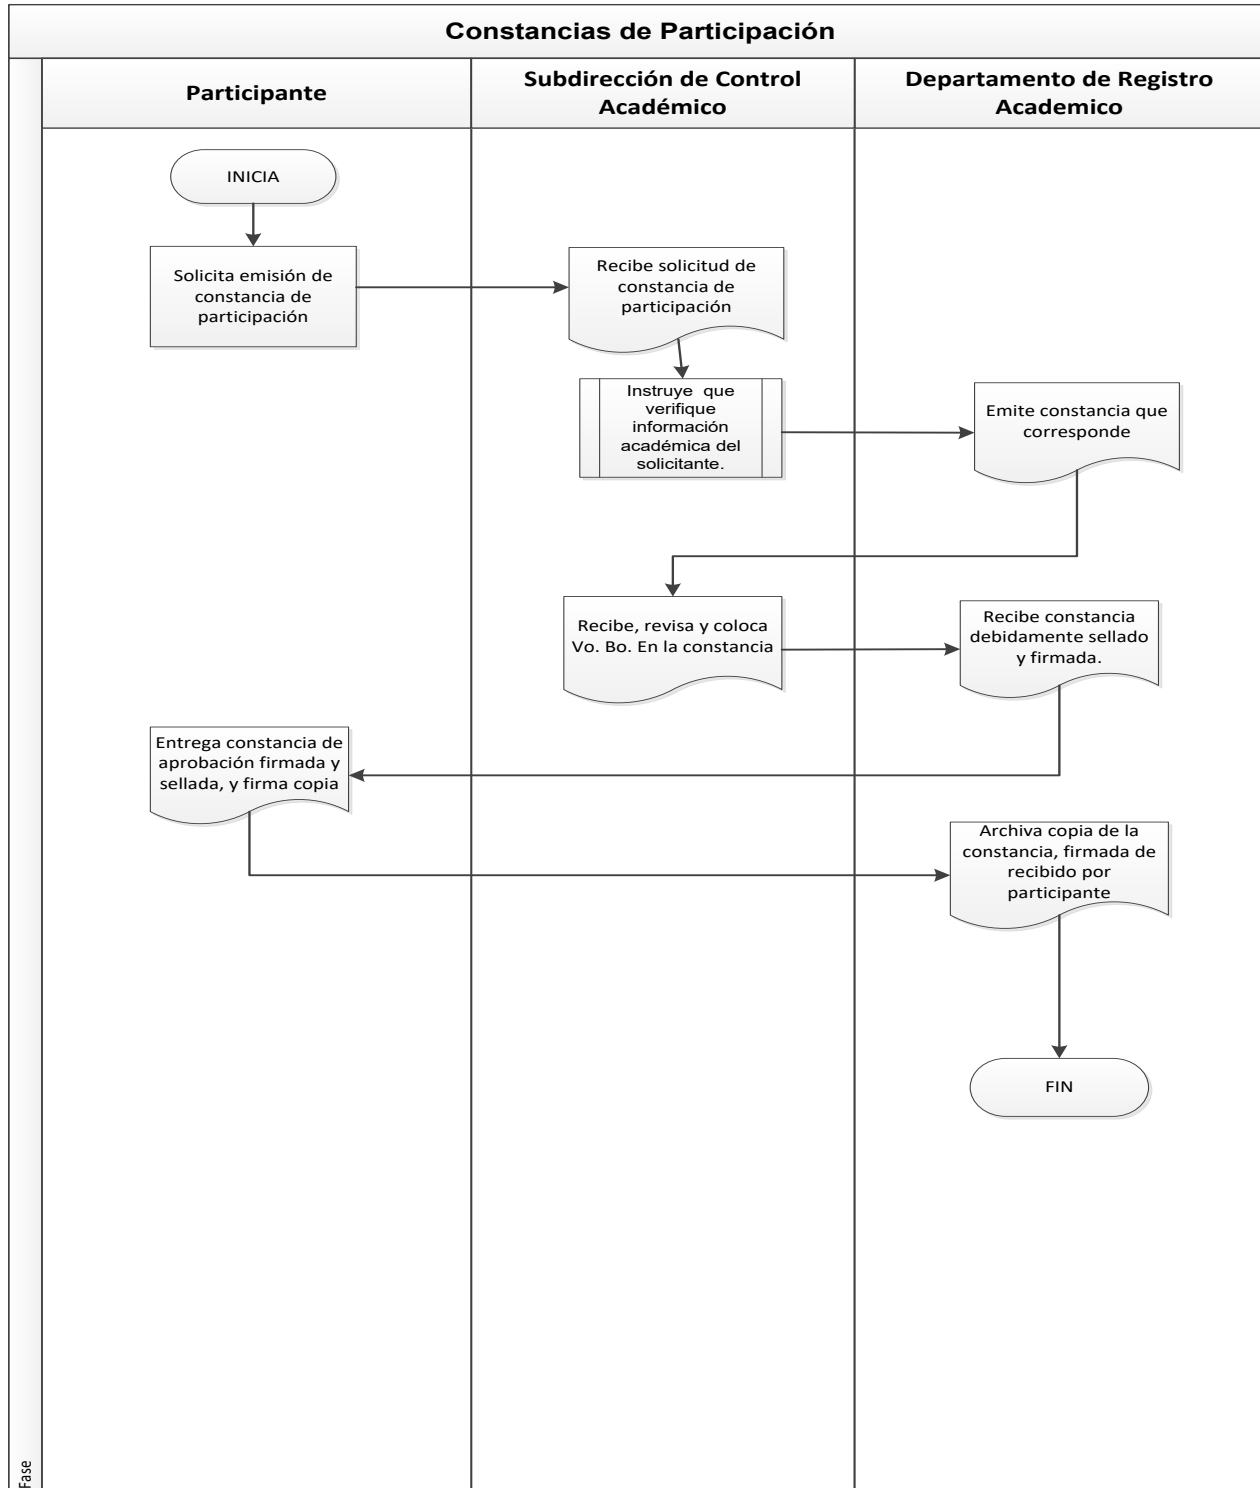 Constancias de Participación
Participante
Subdirección de Control
Académico
Departamento de Registro
Academico
INICIA
Solicita emisión de
constancia de
participación
Recibe solicitud de
constancia de
participación
Instruye que
verifique
información
académica del
solicitante.
Emite constancia que
corresponde
Recibe, revisa y coloca
Vo. Bo. En la constancia
Recibe constancia
debidamente sellado
y firmada.
Entrega constancia de
aprobación firmada y
sellada, y firma copia
Archiva copia de la
constancia, firmada de
recibido por
participante
FIN
Fase